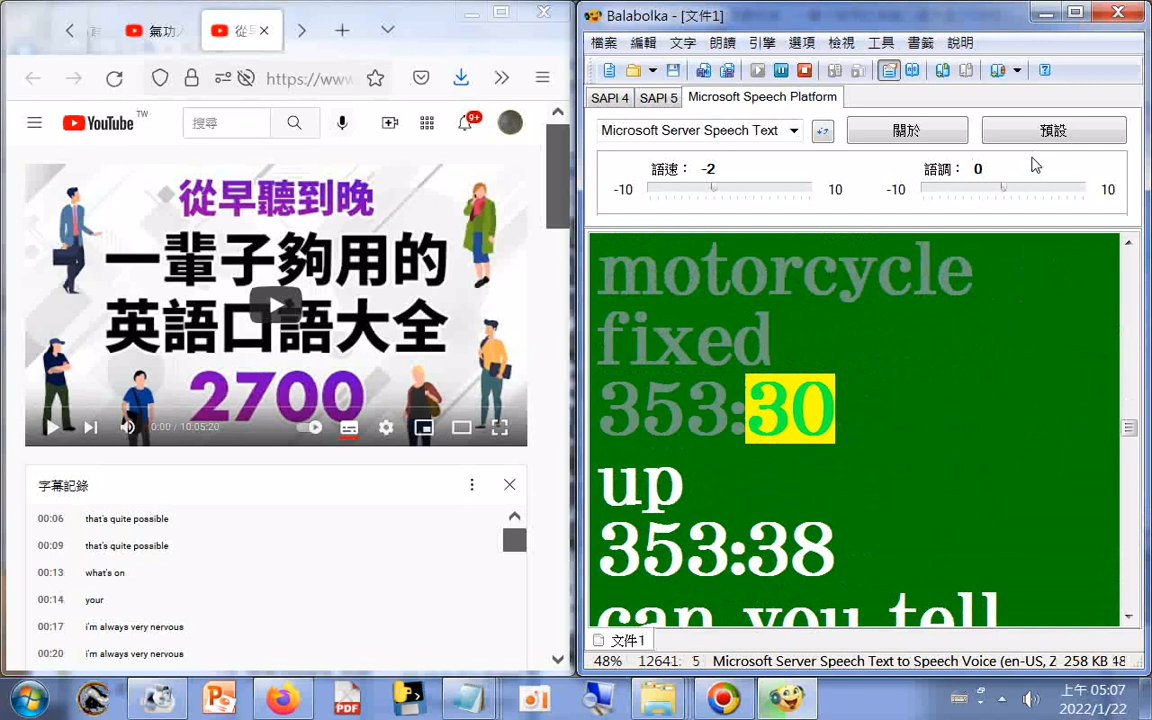 氣功
從
https://www
YouTube TW
搜尋
9+
從早聽到晚
一輩子夠用的
英語口語大全
2700
0:00 / 10:05:20
字幕記錄
00:06 that's quite possible
00:09 that's quite possible
00:13 what's on
00:14 your
00:17 i'm always very nervous
00:20 i'm always very nervous
Balabolka - [文件1]
檔案 編輯 文字 朗讀 引擎 選項 檢視 工具 書籤 說明
SAPI 4 SAPI 5 Microsoft Speech Platform
Microsoft Server Speech Text 關於 預設
語速： -2 語調： 0
-10 10 -10 10
motorcycle
fixed
353:30
up
353:38
can you tell
文件1
48% 12641: 5 Microsoft Server Speech Text to Speech Voice (en-US, Z 258 KB 48
PDF
上午 05:07
2022/1/22